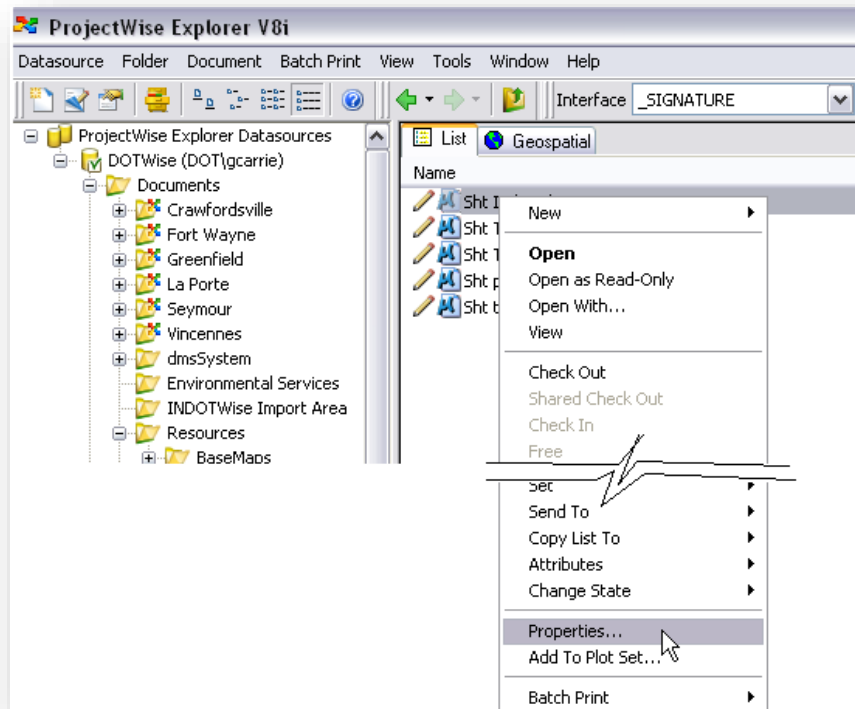 ProjectWise Explorer V8i
Datasource Folder Document Batch Print View Tools Window Help
Interface _SIGNATURE
ProjectWise Explorer Datasources
DOTWise (DOT\gcarrie)
Documents
Crawfordsville
Fort Wayne
Greenfield
La Porte
Seymour
Vincennes
dmsSystem
Environmental Services
INDOTWise Import Area
Resources
BaseMaps
List Geospatial
Name
Sht
Sht T
Sht T
Sht p
Sht t
New
Open
Open as Read-Only
Open With...
View
Check Out
Shared Check Out
Check In
Free
Set
Send To
Copy List To
Attributes
Change State
Properties...
Add To Plot Set...
Batch Print